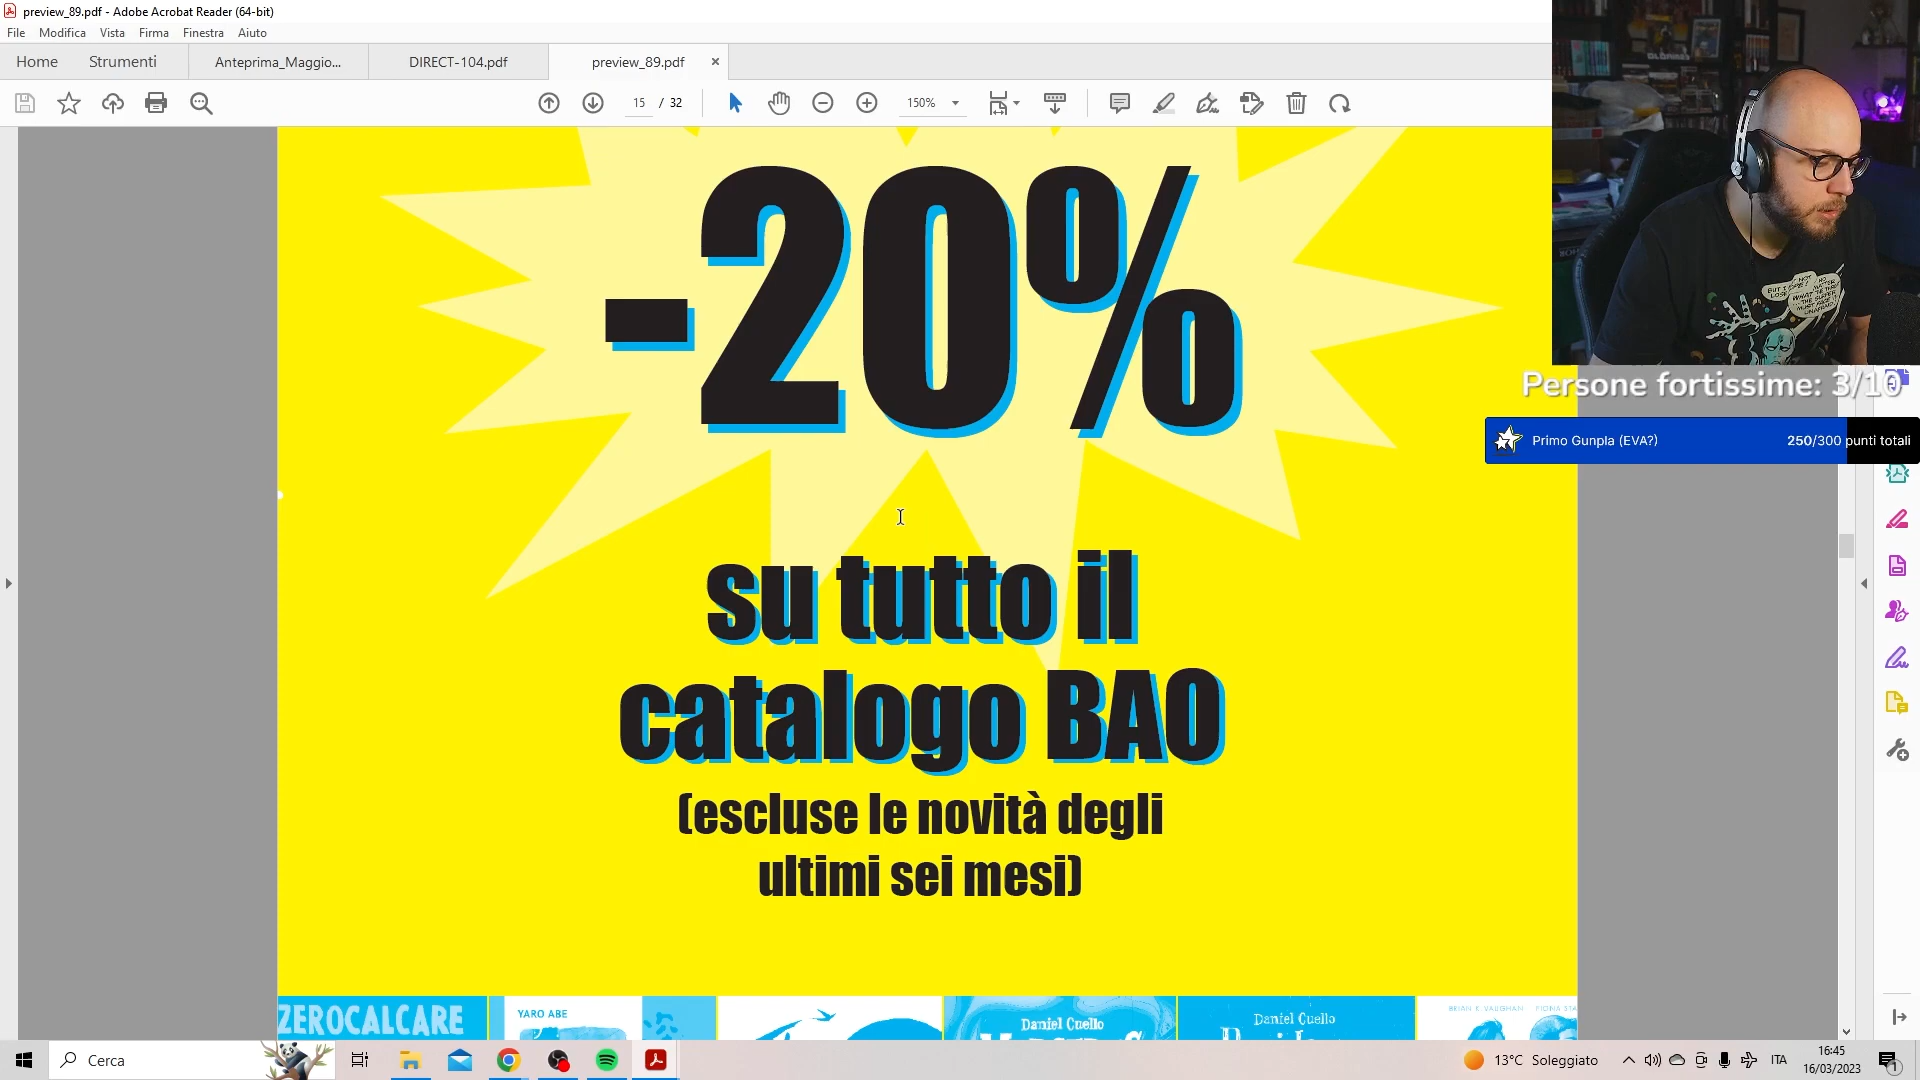 preview_89.pdf - Adobe Acrobat Reader (64-bit)
File Modifica Vista Firma Finestra Aiuto
Home Strumenti Anteprima_Maggio... DIRECT-104.pdf preview_89.pdf ×
15 / 32 150%
-20%
su tutto il
catalogo BAO
(escluse le novità degli
ultimi sei mesi)
ZEROCALCARE
YARO ABE
Daniel Cuello
Daniel Cuello
BRIAN K. VAUGHAN
Persone fortissime: 3/10
Primo Gunpla (EVA?) 250/300 punti totali
Cerca
13°C Soleggiato
ITA
16:45
16/03/2023
1